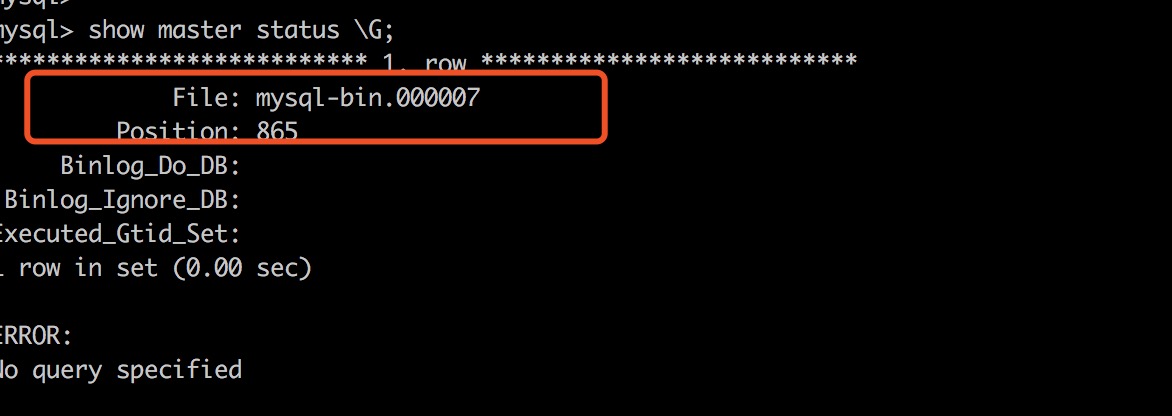 mysql>
mysql> show master status \G;
*************************** 1. row ***************************
File: mysql-bin.000007
Position: 865
Binlog_Do_DB:
Binlog_Ignore_DB:
Executed_Gtid_Set:
1 row in set (0.00 sec)
ERROR:
No query specified